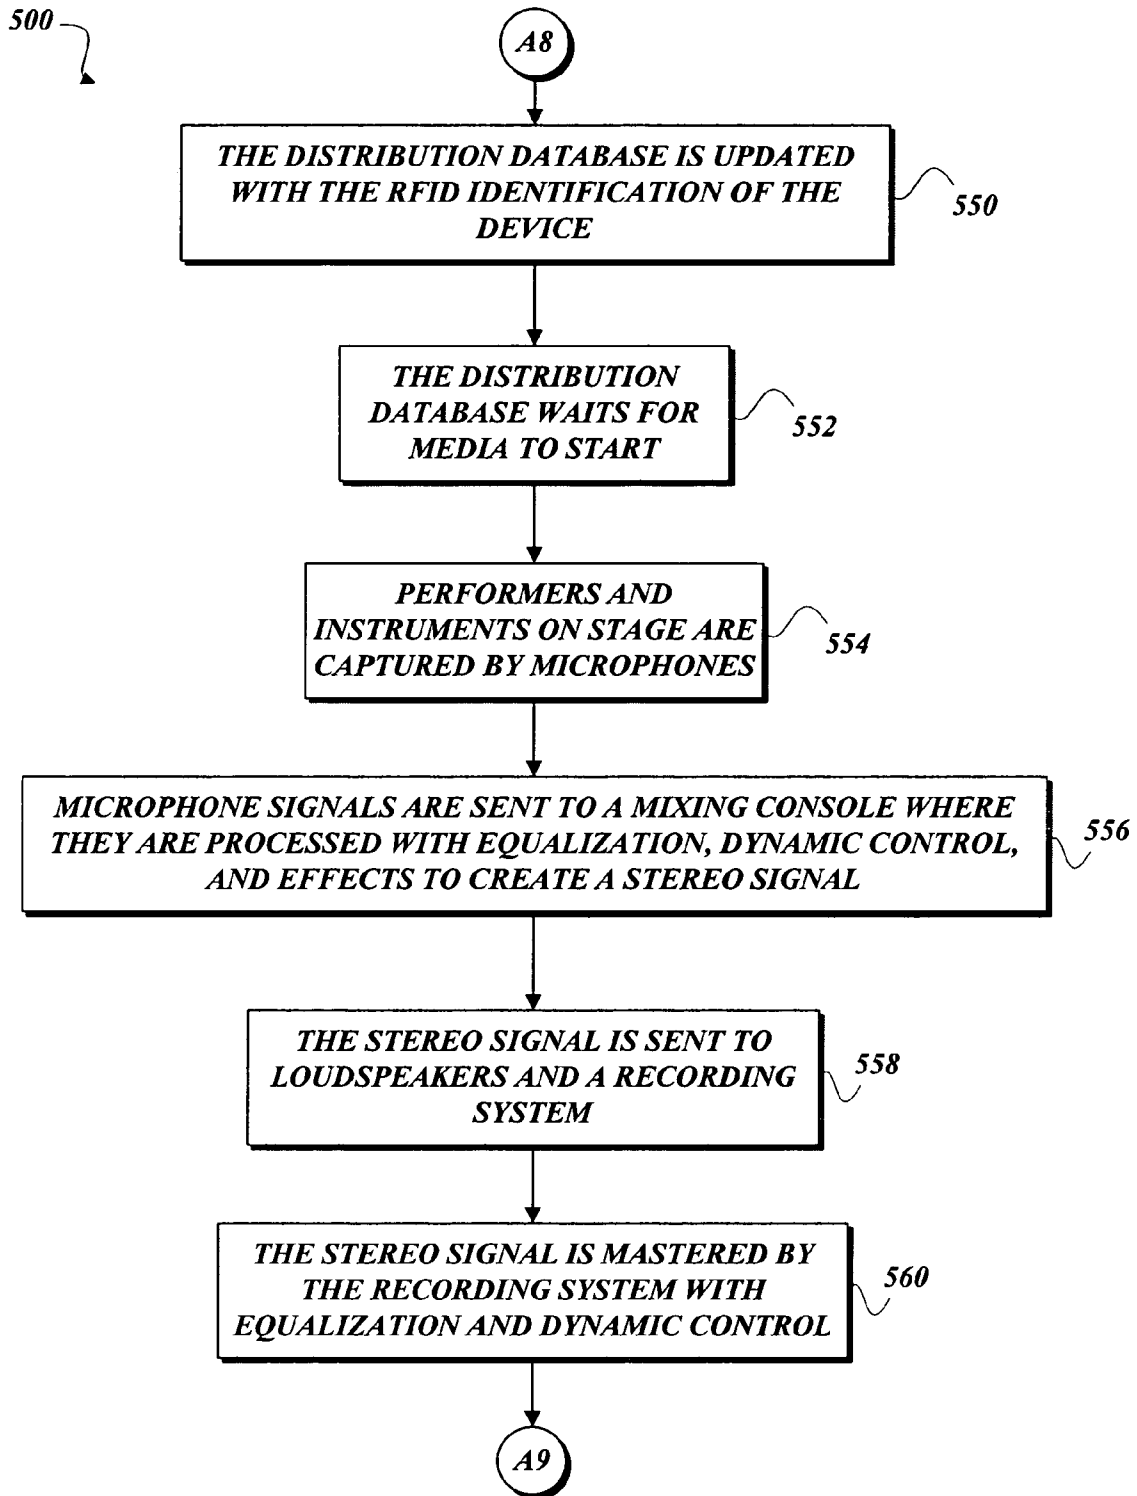 500
A8
THE DISTRIBUTION DATABASE IS UPDATED
WITH THE RFID IDENTIFICATION OF THE
DEVICE
550
THE DISTRIBUTION
DATABASE WAITS FOR
MEDIA TO START
552
PERFORMERS AND
INSTRUMENTS ON STAGE ARE
CAPTURED BY MICROPHONES
554
MICROPHONE SIGNALS ARE SENT TO A MIXING CONSOLE WHERE
THEY ARE PROCESSED WITH EQUALIZATION, DYNAMIC CONTROL,
AND EFFECTS TO CREATE A STEREO SIGNAL
556
THE STEREO SIGNAL IS SENT TO
LOUDSPEAKERS AND A RECORDING
SYSTEM
558
THE STEREO SIGNAL IS MASTERED BY
THE RECORDING SYSTEM WITH
EQUALIZATION AND DYNAMIC CONTROL
560
A9